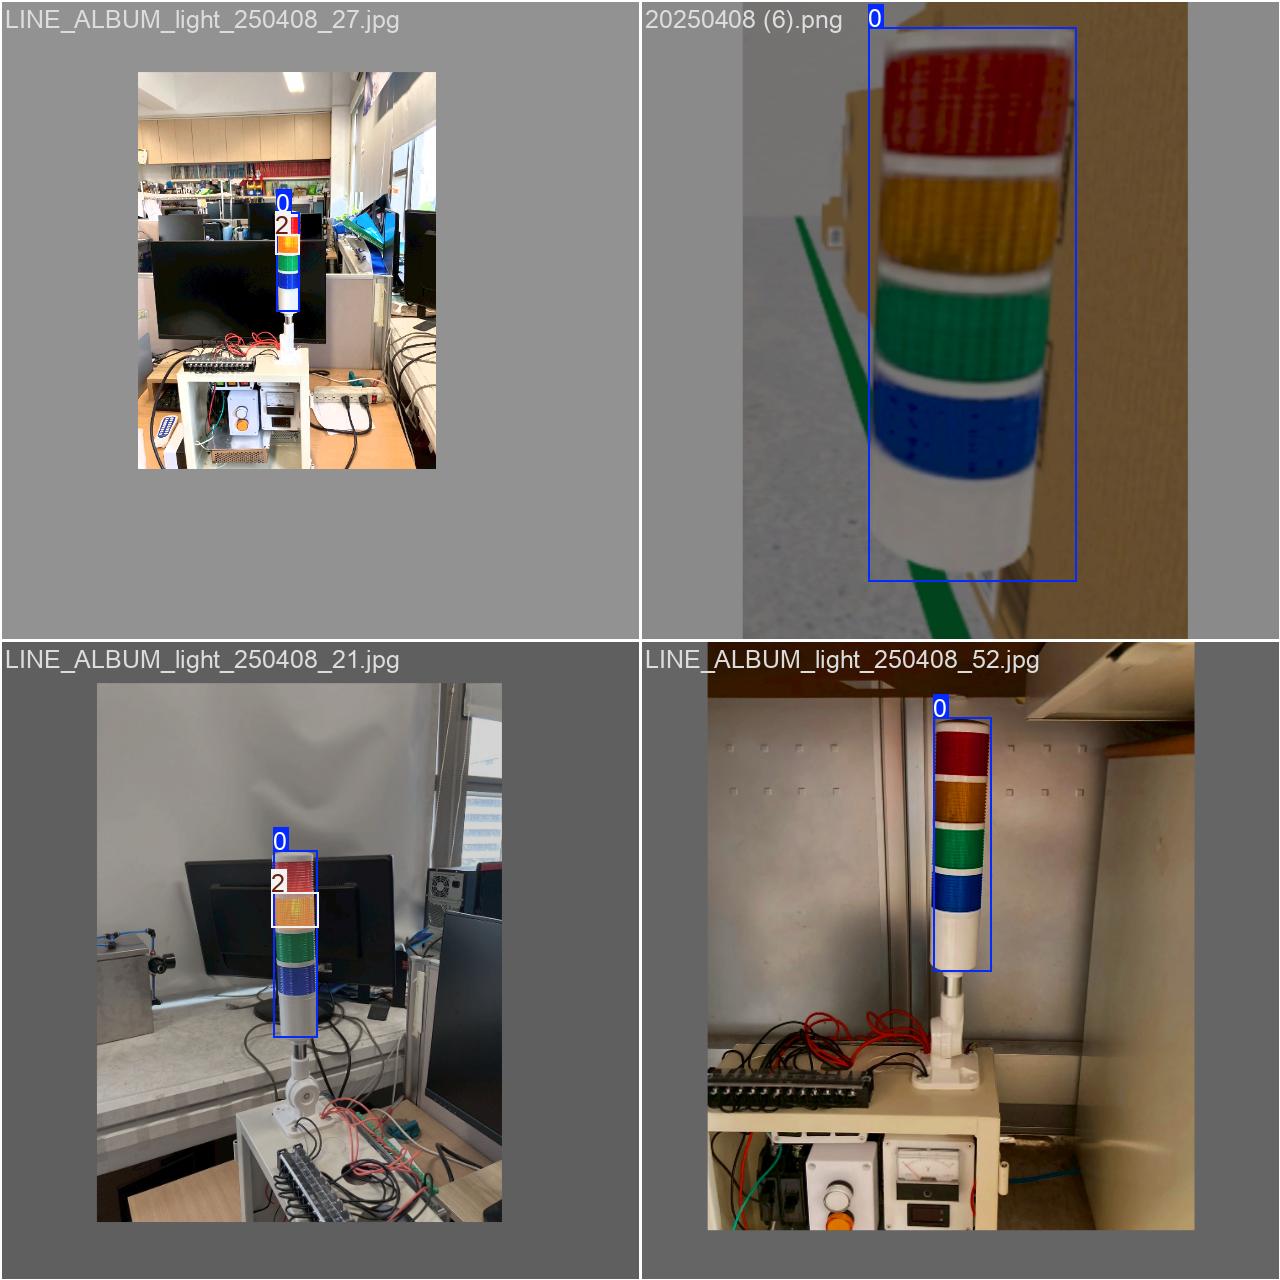 LINE_ALBUM_light_250408_27.jpg
0
2
20250408 (6).png
0
LINE_ALBUM_light_250408_21.jpg
0
2
LINE_ALBUM_light_250408_52.jpg
0